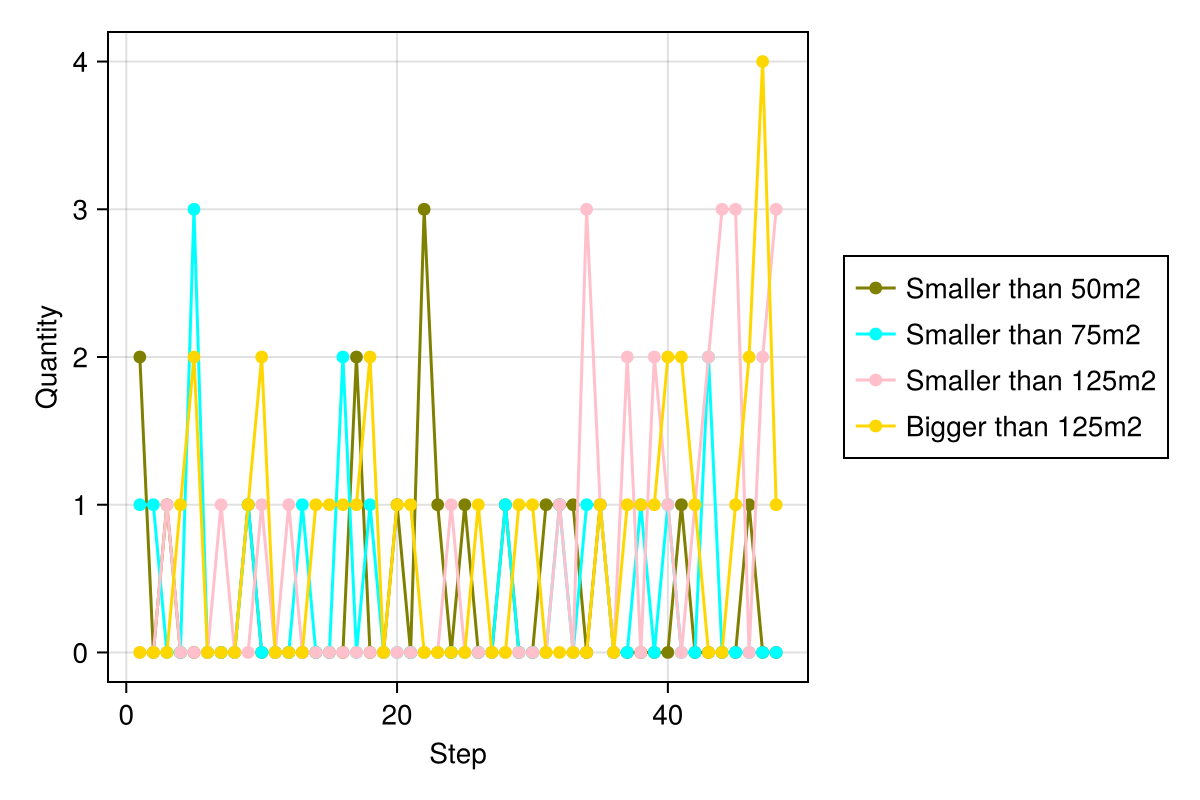 4
3
2
1
0
Quantity
0 20 40
Step
Smaller than 50m2
Smaller than 75m2
Smaller than 125m2
Bigger than 125m2